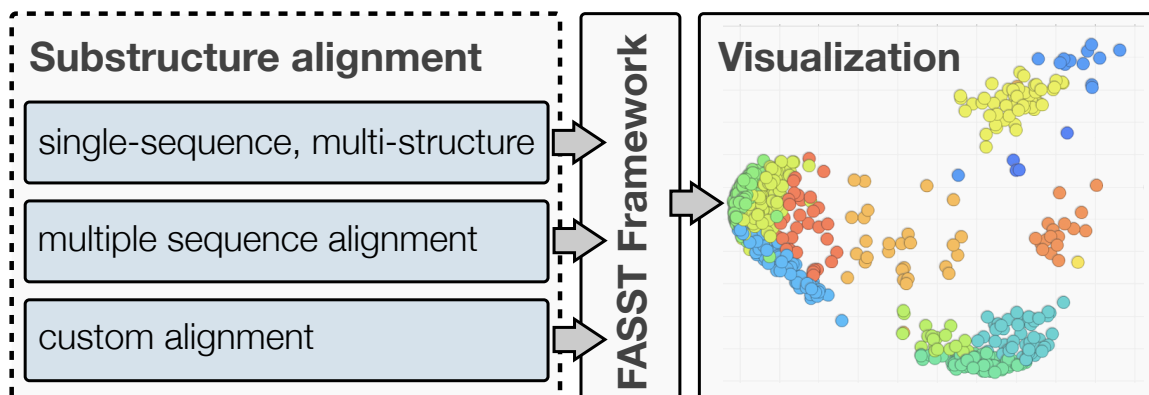 Substructure alignment
single-sequence, multi-structure
multiple sequence alignment
custom alignment
FASST Framework
Visualization